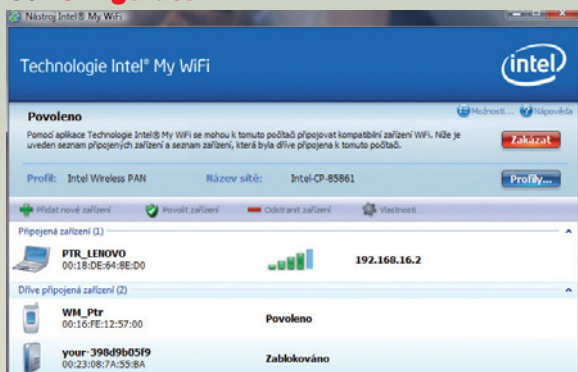 Nástroj Intel® My WiFi
Technologie Intel® My WiFi
intel
Povoleno
Možnosti... Nápověda
Pomocí aplikace Technologie Intel® My WiFi se mohou k tomuto počítači připojovat kompatibilní zařízení WiFi. Níže je
uveden seznam připojených zařízení a seznam zařízení, která byla dříve připojena k tomuto počítači.
Zakázat
Profil: Intel Wireless PAN Název sítě: Intel-CP-85861 Profily...
Přidat nové zařízení Povolit zařízení Odstranit zařízení Vlastnosti...
Připojená zařízení (1)
PTR_LENOVO
00:18:DE:64:8E:D0
192.168.16.2
Dříve připojená zařízení (2)
WM_Ptr
00:16:FE:12:57:00
Povoleno
your-398d9b05f9
00:23:08:7A:55:BA
Zablokováno